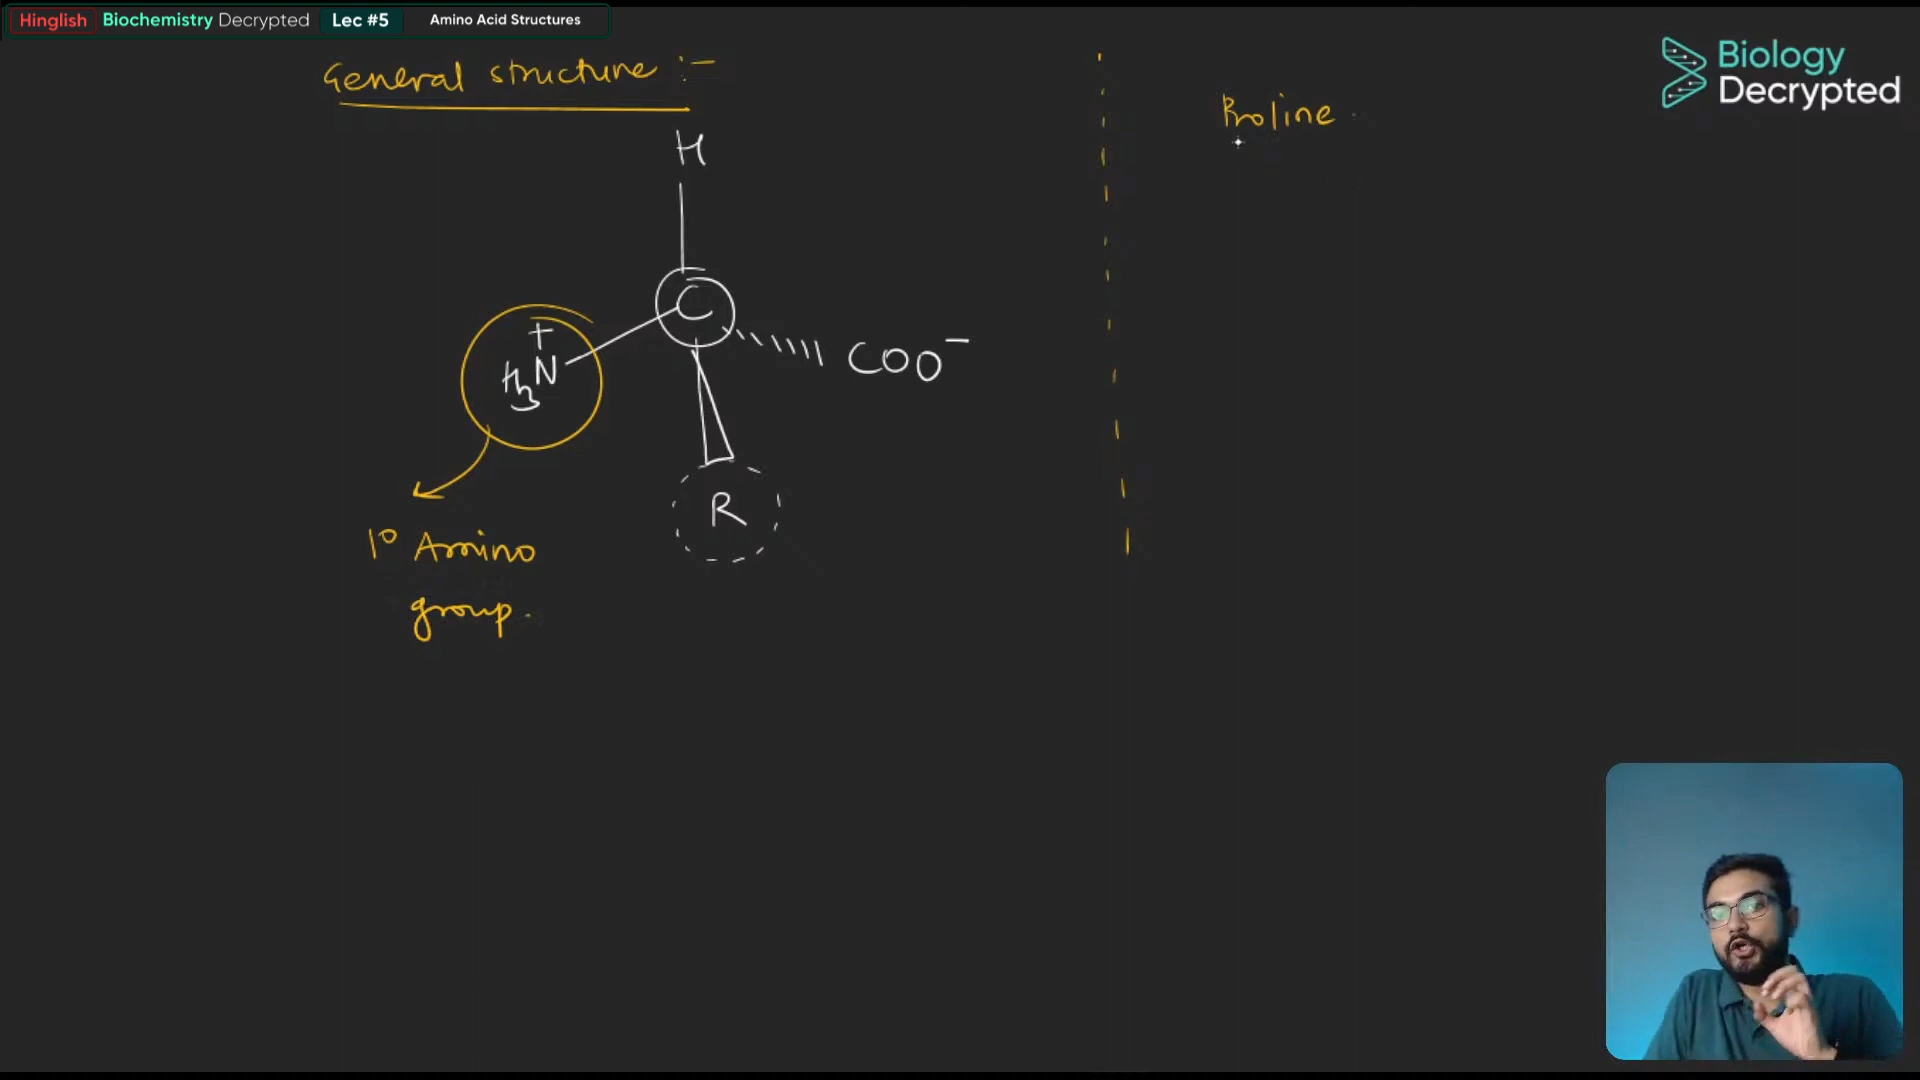 Hinglish Biochemistry Decrypted Lec #5 Amino Acid Structures
Biology
Decrypted
General structure :-
H
C
H3N+
COO-
R
1° Amino
group.
Proline.